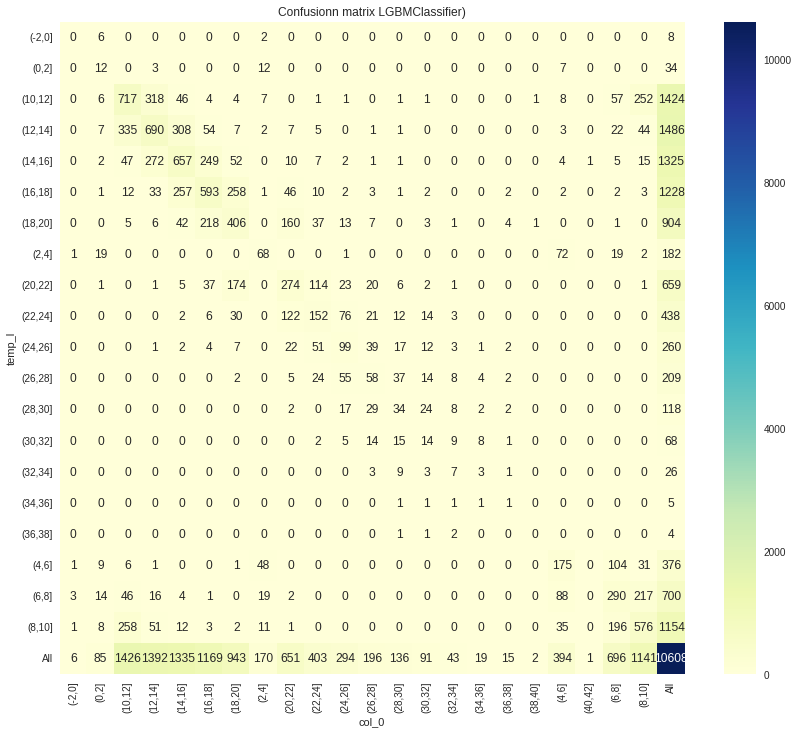 Confusionn matrix LGBMClassifier)
(-2,0] 0 6 0 0 0 0 0 2 0 0 0 0 0 0 0 0 0 0 0 0 0 0 8
(0,2] 0 12 0 3 0 0 0 12 0 0 0 0 0 0 0 0 0 0 7 0 0 0 34
10000
(10,12] 0 6 717 318 46 4 4 7 0 1 1 0 1 1 0 0 0 1 8 0 57 252 1424
(12,14] 0 7 335 690 308 54 7 2 7 5 0 1 1 0 0 0 0 0 3 0 22 44 1486
(14,16] 0 2 47 272 657 249 52 0 10 7 2 1 1 0 0 0 0 0 4 1 5 15 1325
8000
(16,18] 0 1 12 33 257 593 258 1 46 10 2 3 1 2 0 0 2 0 2 0 2 3 1228
(18,20] 0 0 5 6 42 218 406 0 160 37 13 7 0 3 1 0 4 1 0 0 1 0 904
(2,4] 1 19 0 0 0 0 0 68 0 0 1 0 0 0 0 0 0 0 72 0 19 2 182
6000
(20,22] 0 1 0 1 5 37 174 0 274 114 23 20 6 2 1 0 0 0 0 0 0 1 659
(22,24] 0 0 0 0 2 6 30 0 122 152 76 21 12 14 3 0 0 0 0 0 0 0 438
temp_l
(24,26] 0 0 0 1 2 4 7 0 22 51 99 39 17 12 3 1 2 0 0 0 0 0 260
(26,28] 0 0 0 0 0 0 2 0 5 24 55 58 37 14 8 4 2 0 0 0 0 0 209
(28,30] 0 0 0 0 0 0 0 0 2 0 17 29 34 24 8 2 2 0 0 0 0 0 118
4000
(30,32] 0 0 0 0 0 0 0 0 0 2 5 14 15 14 9 8 1 0 0 0 0 0 68
(32,34] 0 0 0 0 0 0 0 0 0 0 0 3 9 3 7 3 1 0 0 0 0 0 26
(34,36] 0 0 0 0 0 0 0 0 0 0 0 0 1 1 1 1 1 0 0 0 0 0 5
(36,38] 0 0 0 0 0 0 0 0 0 0 0 0 1 1 2 0 0 0 0 0 0 0 4
2000
(4,6] 1 9 6 1 0 0 1 48 0 0 0 0 0 0 0 0 0 0 175 0 104 31 376
(6,8] 3 14 46 16 4 1 0 19 2 0 0 0 0 0 0 0 0 0 88 0 290 217 700
(8,10] 1 8 258 51 12 3 2 11 1 0 0 0 0 0 0 0 0 0 35 0 196 576 1154
All 6 85 1426 1392 1335 1169 943 170 651 403 294 196 136 91 43 19 15 2 394 1 696 1141 10608
0
(-2,0] (0,2] (10,12] (12,14] (14,16] (16,18] (18,20] (2,4] (20,22] (22,24] (24,26] (26,28] (28,30] (30,32] (32,34] (34,36] (36,38] (38,40] (4,6] (40,42] (6,8] (8,10] All
col_0